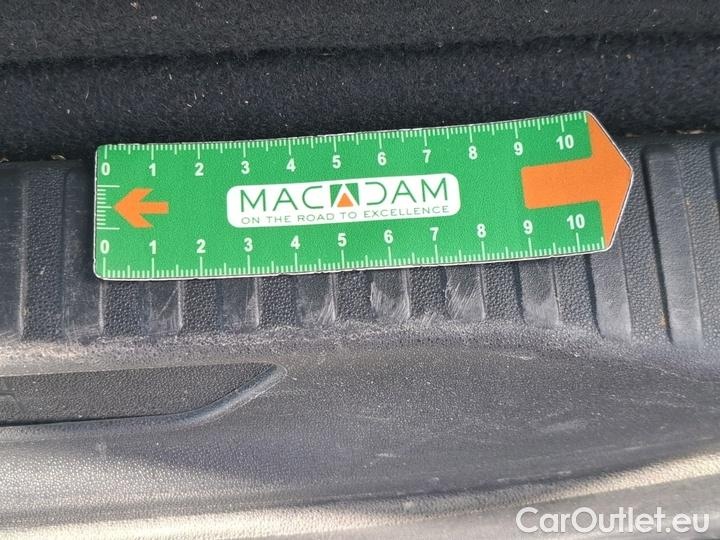 0 1 2 3 4 5 6 7 8 9 10
MACADAM
ON THE ROAD TO EXCELLENCE
0 1 2 3 4 5 6 7 8 9 10
CarOutlet.eu